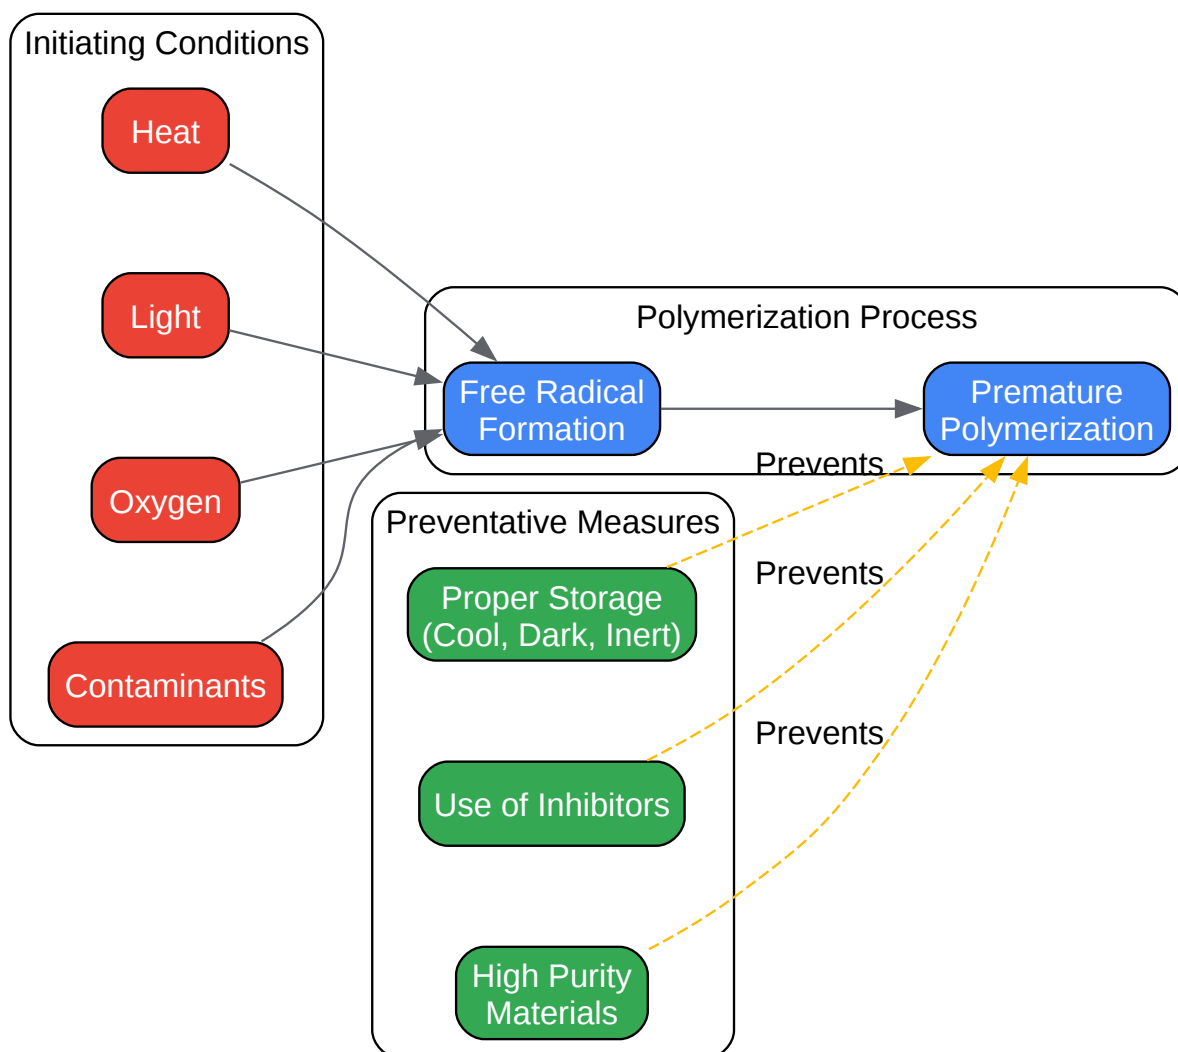 Initiating Conditions
Heat
Light
Oxygen
Contaminants
Polymerization Process
Free Radical
Formation
Premature
Polymerization
Prevents
Prevents
Prevents
Preventative Measures
Proper Storage
(Cool, Dark, Inert)
Use of Inhibitors
High Purity
Materials